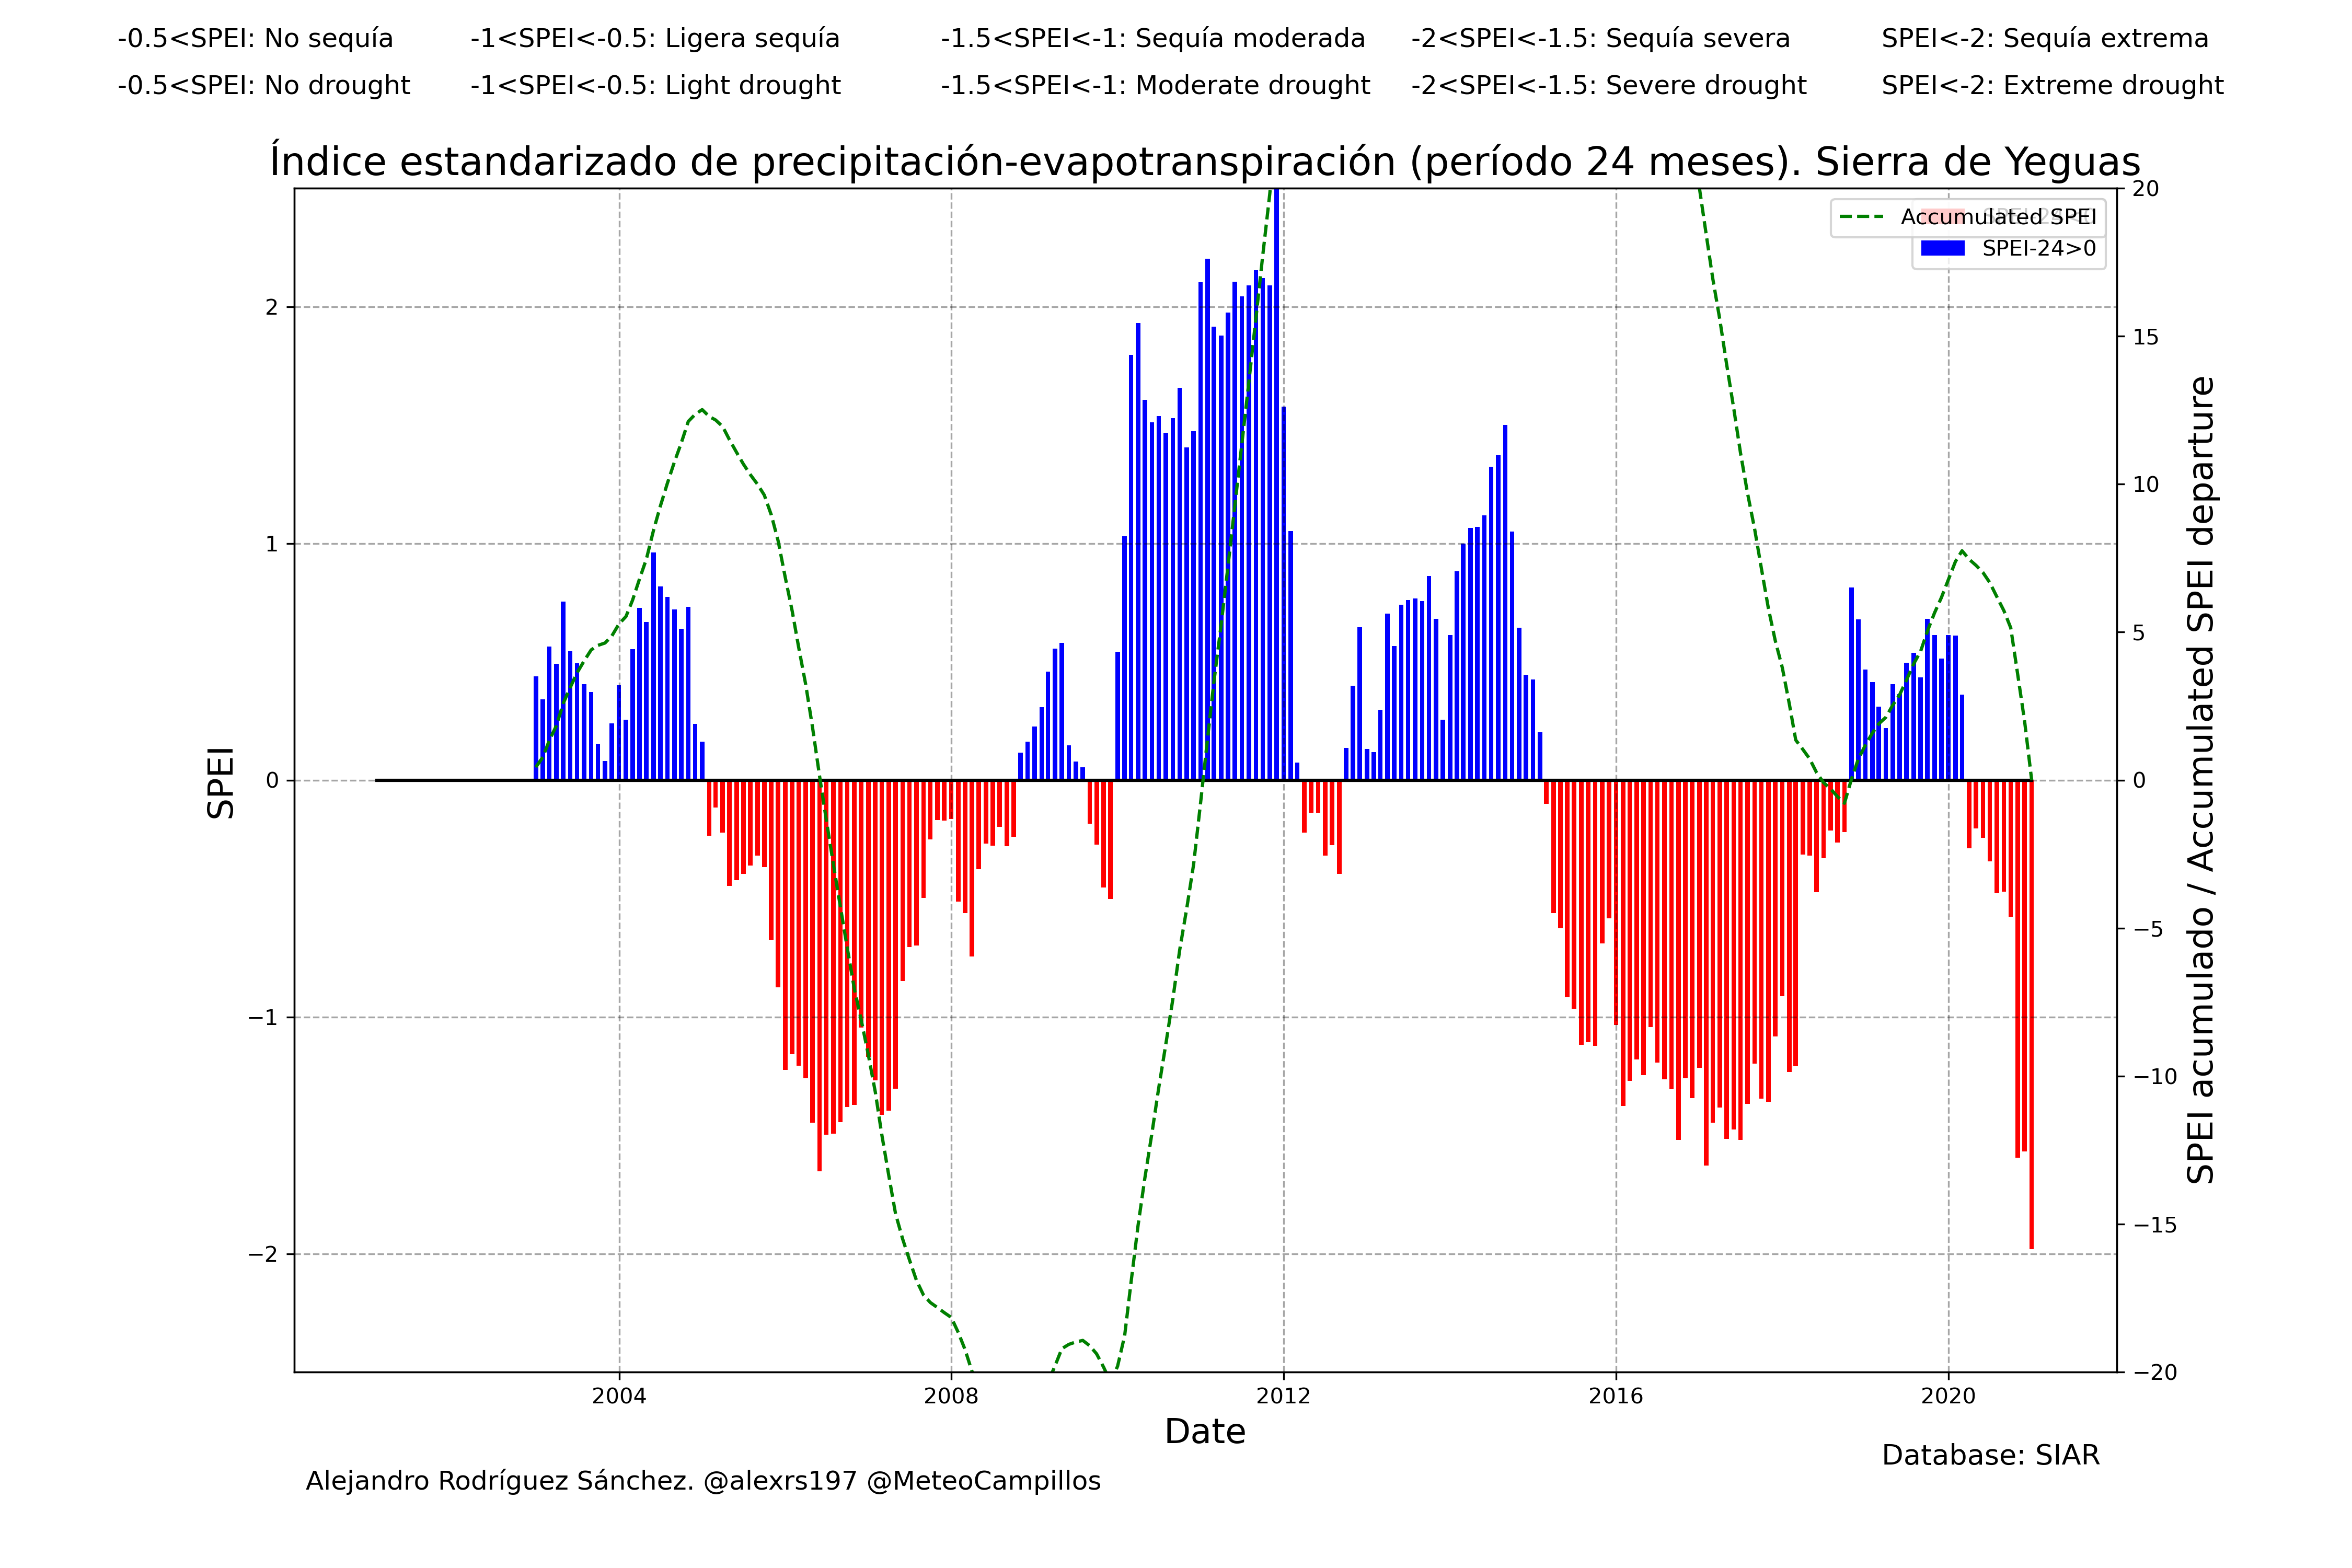 -0.5<SPEI: No sequía -1<SPEI<-0.5: Ligera sequía -1.5<SPEI<-1: Sequía moderada -2<SPEI<-1.5: Sequía severa SPEI<-2: Sequía extrema
-0.5<SPEI: No drought -1<SPEI<-0.5: Light drought -1.5<SPEI<-1: Moderate drought -2<SPEI<-1.5: Severe drought SPEI<-2: Extreme drought
Índice estandarizado de precipitación-evapotranspiración (período 24 meses). Sierra de Yeguas
Accumulated SPEI
SPEI-24>0
SPEI
2
1
0
−1
−2
20
15
10
5
0
−5
−10
−15
−20
SPEI acumulado / Accumulated SPEI departure
2004 2008 2012 2016 2020
Date
Database: SIAR
Alejandro Rodríguez Sánchez. @alexrs197 @MeteoCampillos